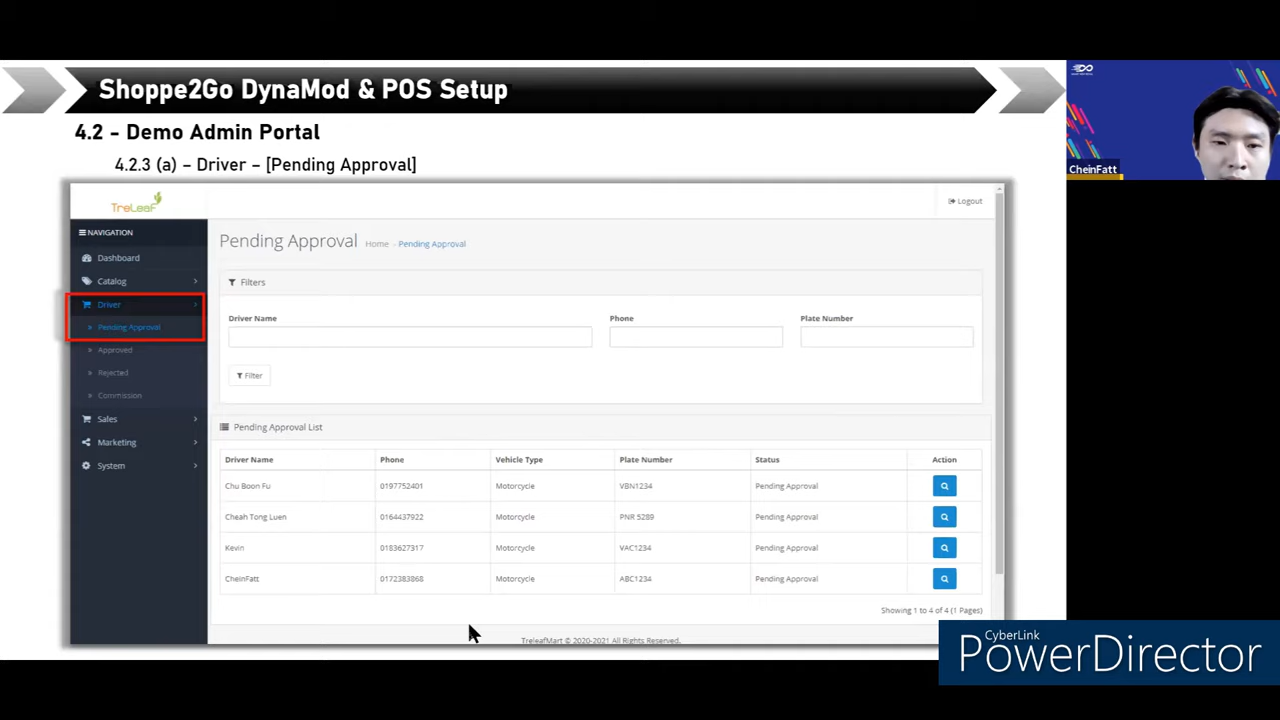 Shoppe2Go DynaMod & POS Setup
4.2 - Demo Admin Portal
4.2.3 (a) – Driver – [Pending Approval]
CheinFatt
TreLeaf
Logout
NAVIGATION
Dashboard
Catalog
Driver
Pending Approval
Approved
Rejected
Commission
Sales
Marketing
System
Pending Approval Home - Pending Approval
Filters
Driver Name Phone Plate Number
Filter
Pending Approval List
Driver Name Phone Vehicle Type Plate Number Status Action
Chu Boon Fu 0197752401 Motorcycle VBN1234 Pending Approval
Cheah Tong Luen 0164437922 Motorcycle PNR 5289 Pending Approval
Kevin 0183627317 Motorcycle VAC1234 Pending Approval
CheinFatt 0172383868 Motorcycle ABC1234 Pending Approval
Showing 1 to 4 of 4 (1 Pages)
TreleafMart © 2020-2021 All Rights Reserved.
CyberLink
PowerDirector